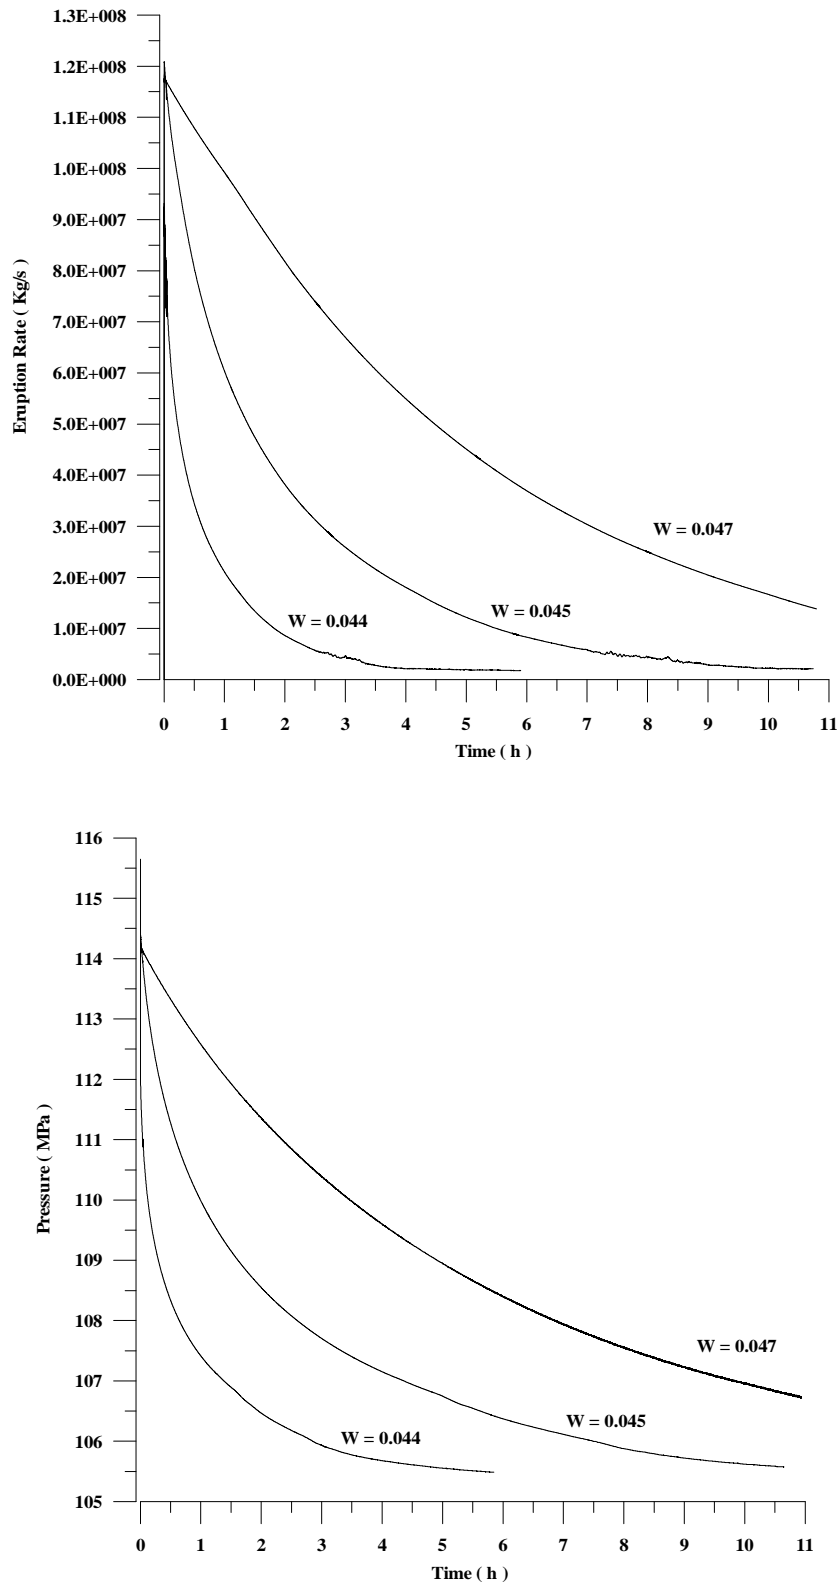 1.3E+008
1.2E+008
1.1E+008
1.0E+008
9.0E+007
8.0E+007
7.0E+007
6.0E+007
5.0E+007
4.0E+007
3.0E+007
2.0E+007
1.0E+007
0.0E+000
Eruption Rate ( Kg/s )
W = 0.047
W = 0.045
W = 0.044
0 1 2 3 4 5 6 7 8 9 10 11
Time ( h )
116
115
114
113
112
111
110
109
108
107
106
105
Pressure ( MPa )
W = 0.047
W = 0.045
W = 0.044
0 1 2 3 4 5 6 7 8 9 10 11
Time ( h )